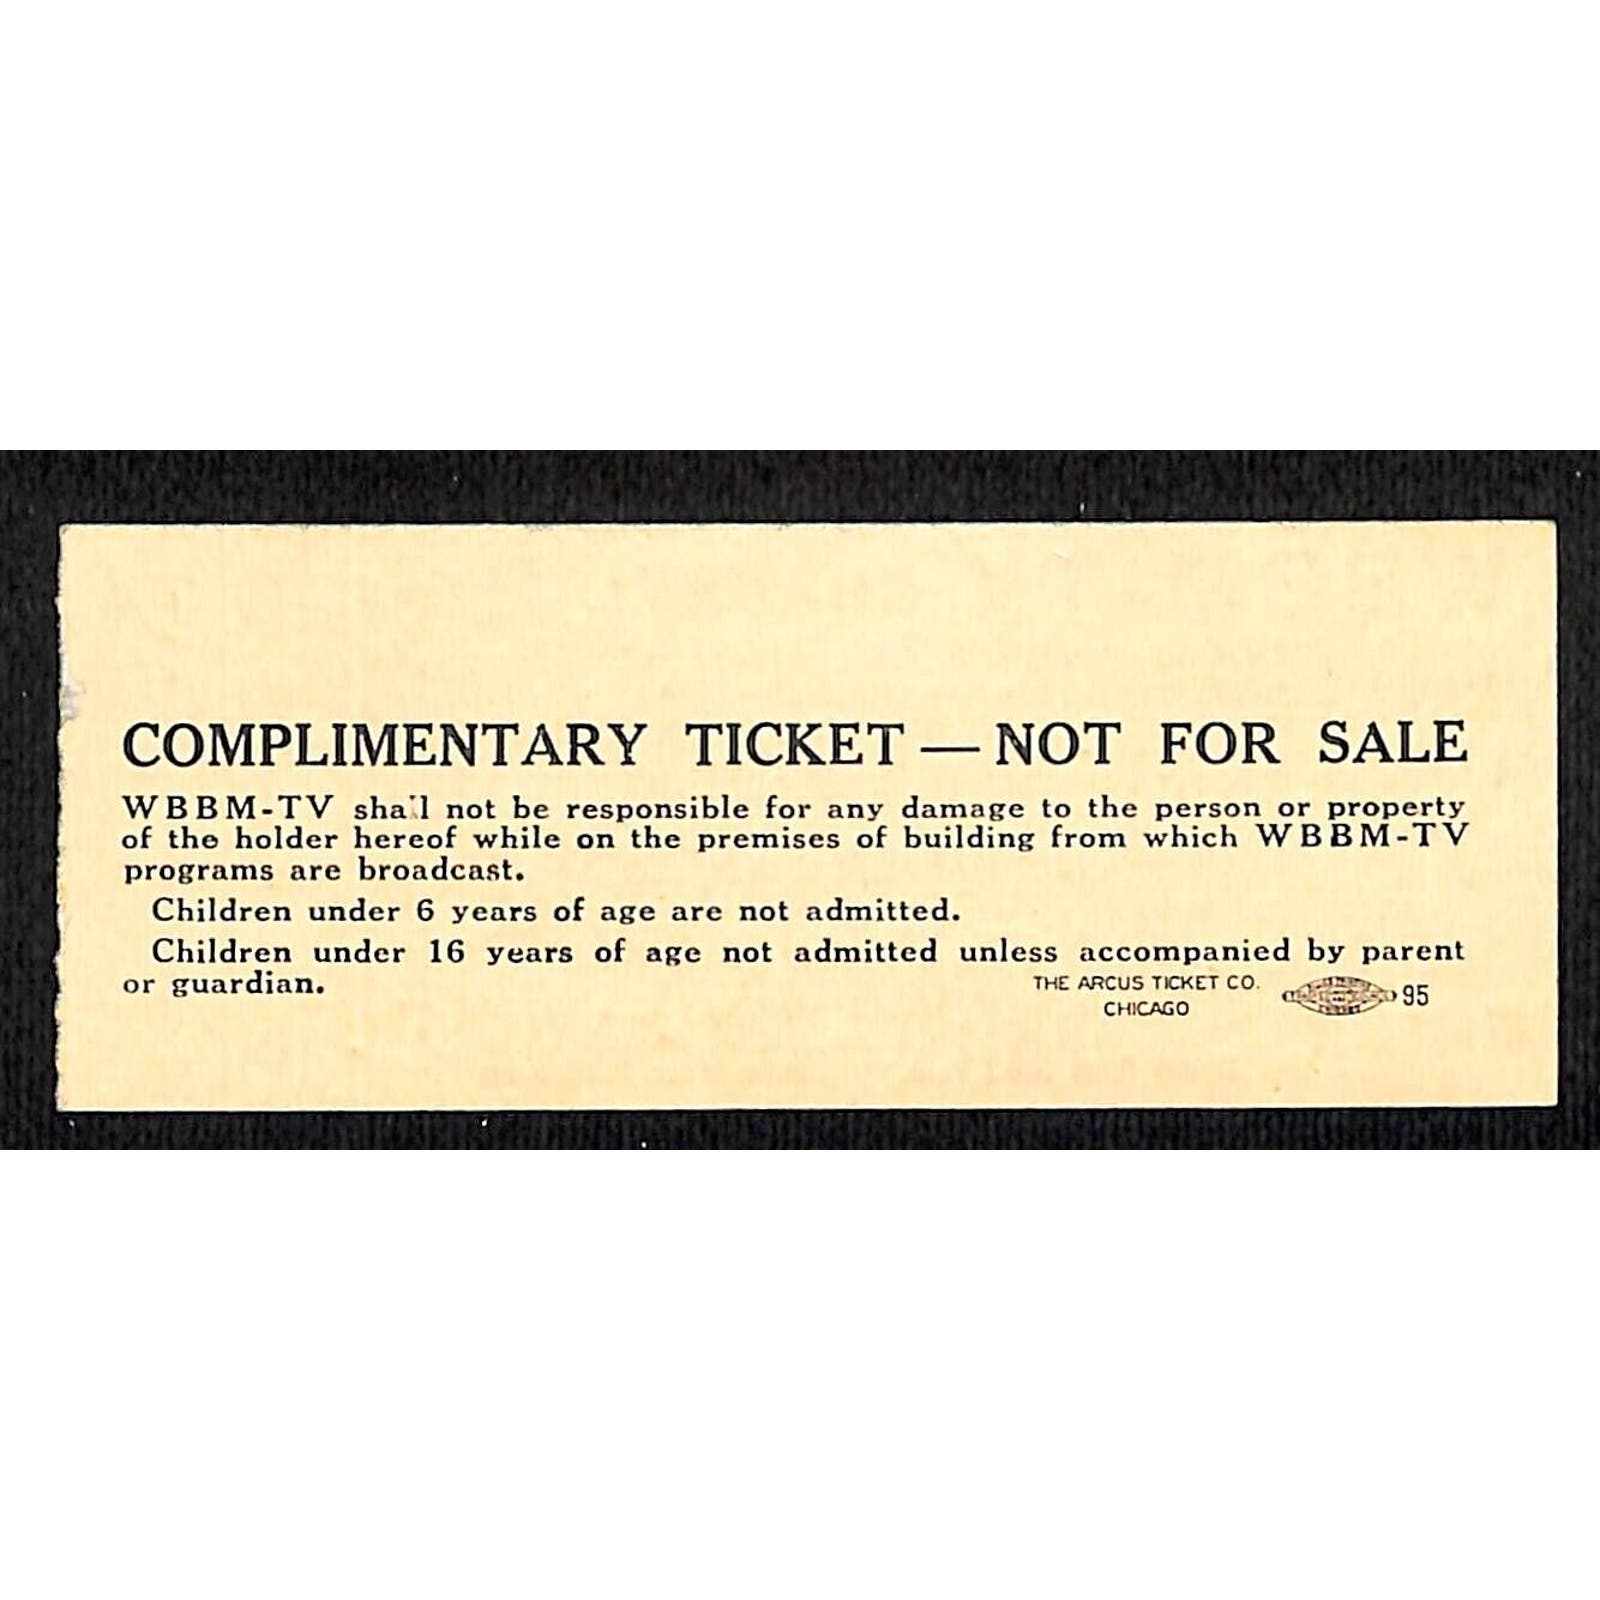 COMPLIMENTARY TICKET — NOT FOR SALE
WBBM-TV shall not be responsible for any damage to the person or property
of the holder hereof while on the premises of building from which WBBM-TV
programs are broadcast.
Children under 6 years of age are not admitted.
Children under 16 years of age not admitted unless accompanied by parent
or guardian.
THE ARCUS TICKET CO.
CHICAGO
95